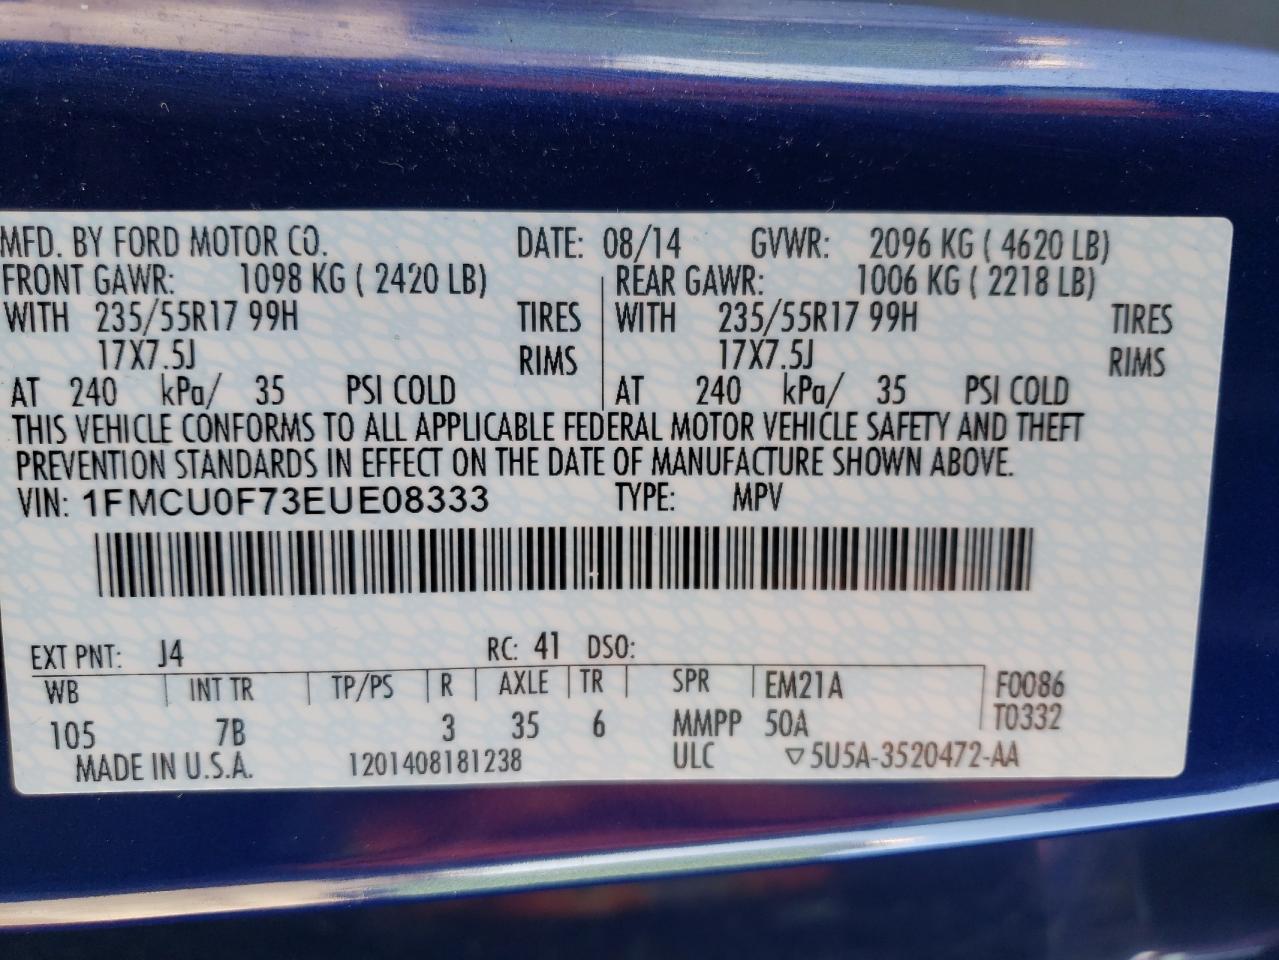 MFD. BY FORD MOTOR CO. DATE: 08/14 GVWR: 2096 KG ( 4620 LB)
FRONT GAWR: 1098 KG ( 2420 LB) REAR GAWR: 1006 KG ( 2218 LB)
WITH 235/55R17 99H TIRES WITH 235/55R17 99H TIRES
17X7.5J RIMS 17X7.5J RIMS
AT 240 kPa/ 35 PSI COLD AT 240 kPa/ 35 PSI COLD
THIS VEHICLE CONFORMS TO ALL APPLICABLE FEDERAL MOTOR VEHICLE SAFETY AND THEFT
PREVENTION STANDARDS IN EFFECT ON THE DATE OF MANUFACTURE SHOWN ABOVE.
VIN: 1FMCU0F73EUE08333 TYPE: MPV
EXT PNT: J4 RC: 41 DSO:
WB INT TR TP/PS R AXLE TR SPR EM21A F0086
105 7B 3 35 6 MMPP 50A T0332
MADE IN U.S.A. 1201408181238 ULC ▽5U5A-3520472-AA